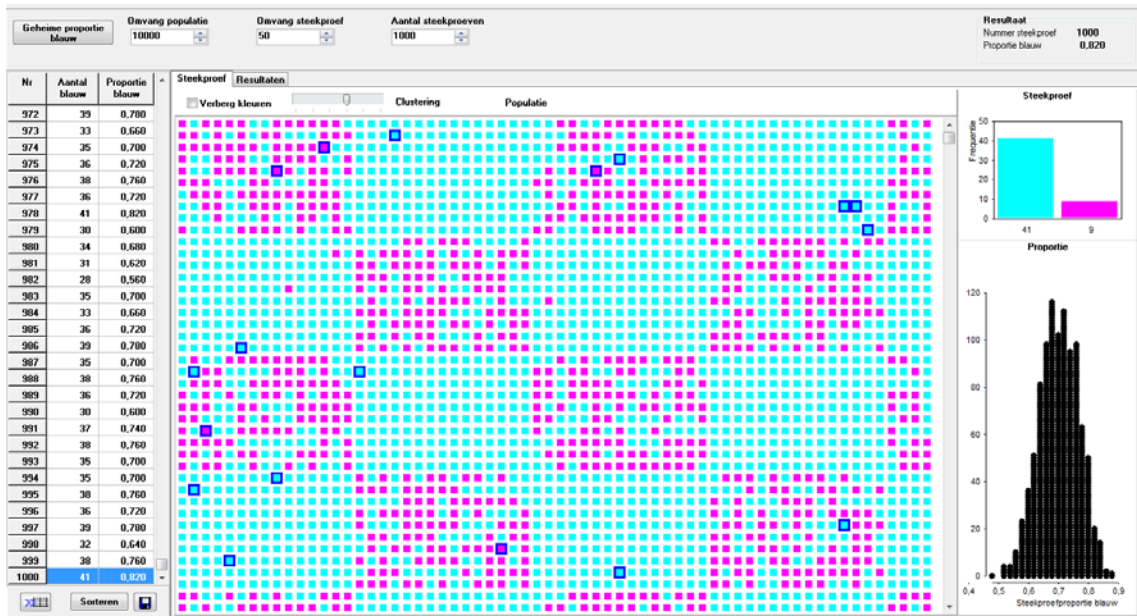 Geheime proportie blauw
Omvang populatie
10000
Omvang steekproef
50
Aantal steekproeven
1000
Resultaat
Nummer steekproef 1000
Proportie blauw 0,820
Nr Aantal blauw Proportie blauw
972 39 0,780
973 33 0,660
974 35 0,700
975 36 0,720
976 38 0,760
977 36 0,720
978 41 0,820
979 30 0,600
980 34 0,680
981 31 0,620
982 28 0,560
983 35 0,700
984 33 0,660
985 36 0,720
986 39 0,780
987 35 0,700
988 38 0,760
989 36 0,720
990 30 0,600
991 37 0,740
992 38 0,760
993 35 0,700
994 35 0,700
995 38 0,760
996 36 0,720
997 39 0,780
998 32 0,640
999 38 0,760
1000 41 0,820
Sorteren
Steekproef Resultaten
Verberg kleuren
Clustering
Populatie
Steekproef
Frequentie
50
40
30
20
10
0
41 9
Proportie
120
100
80
60
40
20
0
0,4 0,5 0,6 0,7 0,8 0,9
Steekproefproportie blauw